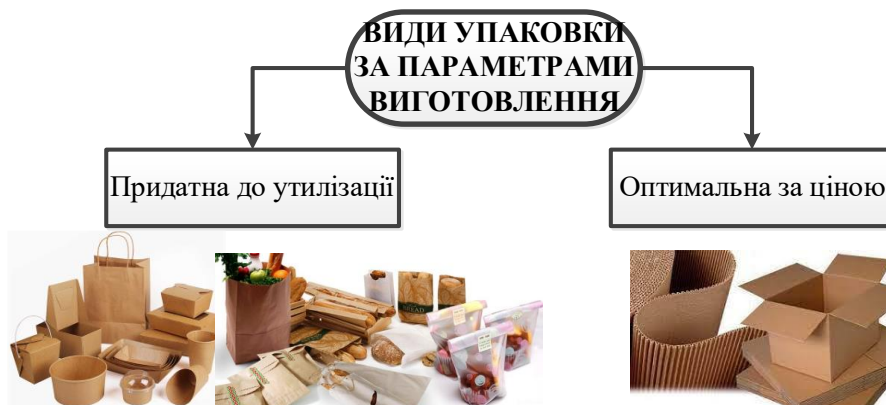 ВИДИ УПАКОВКИ
ЗА ПАРАМЕТРАМИ
ВИГОТОВЛЕННЯ
Придатна до утилізації
Оптимальна за ціною